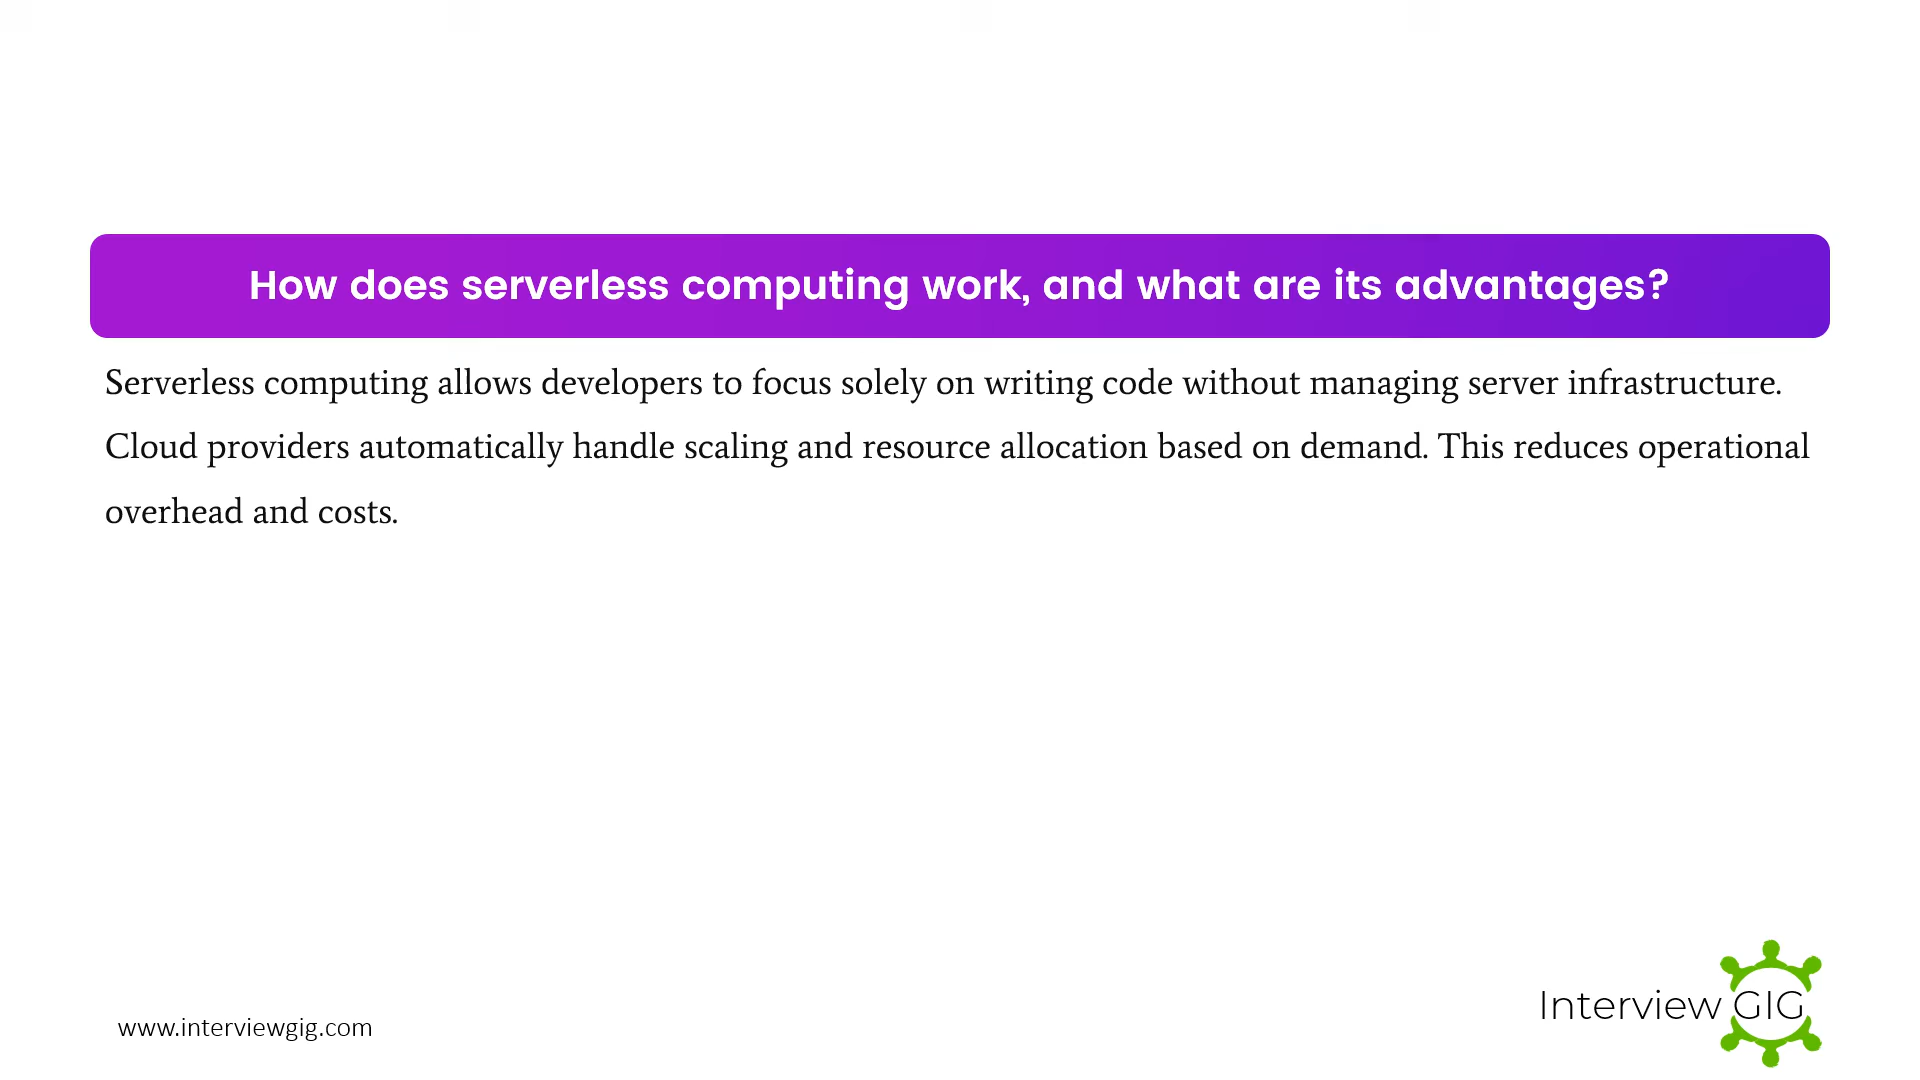 How does serverless computing work, and what are its advantages?
Serverless computing allows developers to focus solely on writing code without managing server infrastructure.
Cloud providers automatically handle scaling and resource allocation based on demand. This reduces operational
overhead and costs.
www.interviewgig.com
Interview GIG